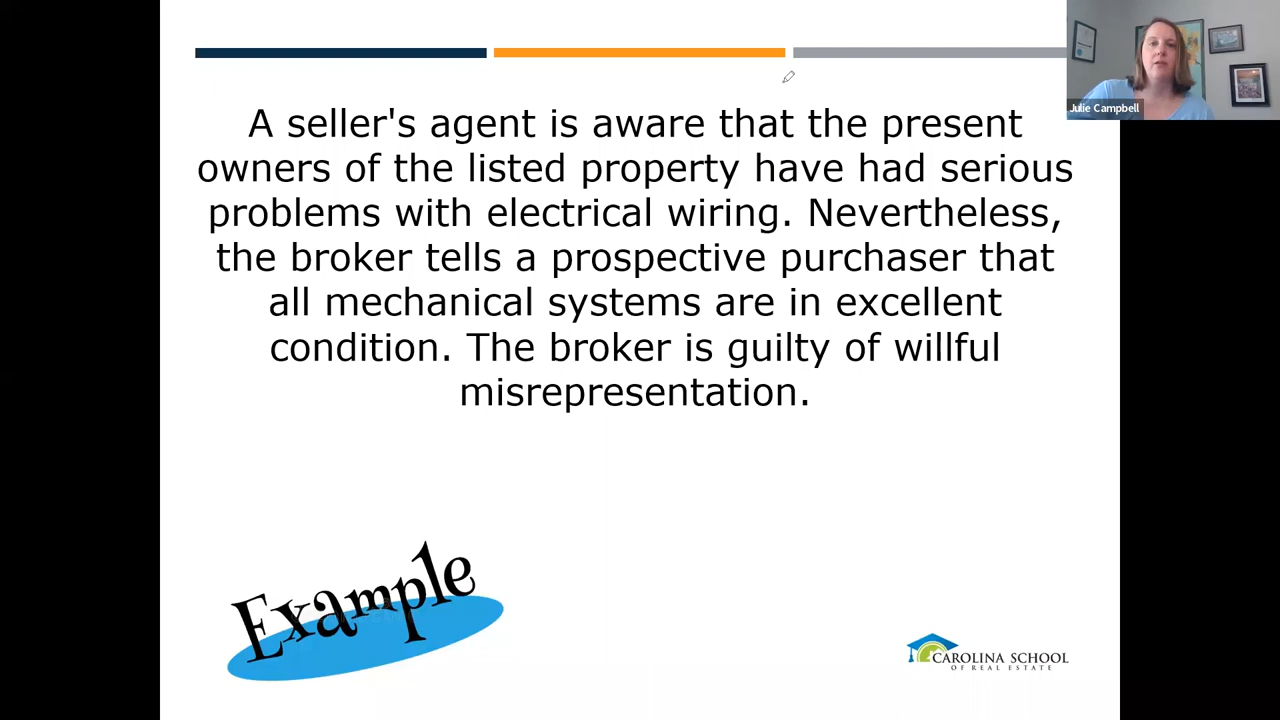 Julie Campbell
A seller's agent is aware that the present
owners of the listed property have had serious
problems with electrical wiring. Nevertheless,
the broker tells a prospective purchaser that
all mechanical systems are in excellent
condition. The broker is guilty of willful
misrepresentation.
Example
CAROLINA SCHOOL
OF REAL ESTATE